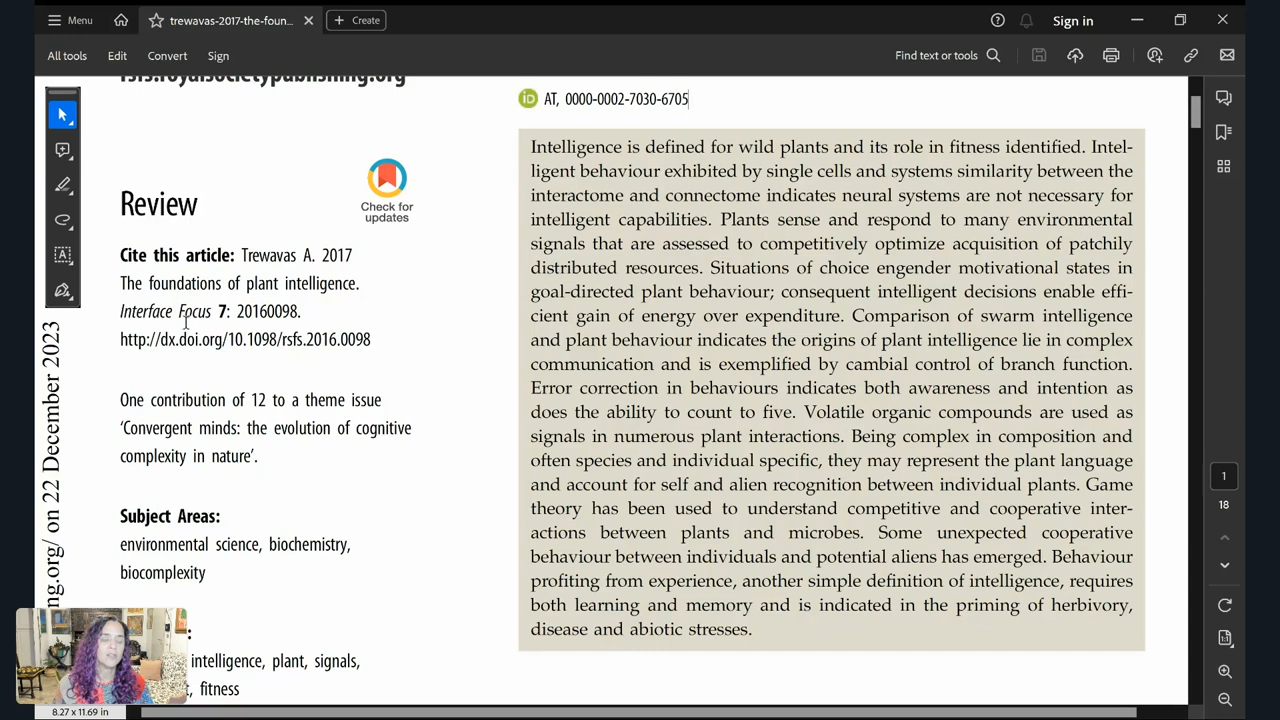 Menu
trewavas-2017-the-foun...
Create
Sign in
All tools
Edit
Convert
Sign
Find text or tools
rsfs.royalsocietypublishing.org
Review
Check for
updates
Cite this article: Trewavas A. 2017
The foundations of plant intelligence.
Interface Focus 7: 20160098.
http://dx.doi.org/10.1098/rsfs.2016.0098
One contribution of 12 to a theme issue
‘Convergent minds: the evolution of cognitive
complexity in nature’.
Subject Areas:
environmental science, biochemistry,
biocomplexity
intelligence, plant, signals,
, fitness
ng.org/ on 22 December 2023
iD AT, 0000-0002-7030-6705
Intelligence is defined for wild plants and its role in fitness identified. Intel-
ligent behaviour exhibited by single cells and systems similarity between the
interactome and connectome indicates neural systems are not necessary for
intelligent capabilities. Plants sense and respond to many environmental
signals that are assessed to competitively optimize acquisition of patchily
distributed resources. Situations of choice engender motivational states in
goal-directed plant behaviour; consequent intelligent decisions enable effi-
cient gain of energy over expenditure. Comparison of swarm intelligence
and plant behaviour indicates the origins of plant intelligence lie in complex
communication and is exemplified by cambial control of branch function.
Error correction in behaviours indicates both awareness and intention as
does the ability to count to five. Volatile organic compounds are used as
signals in numerous plant interactions. Being complex in composition and
often species and individual specific, they may represent the plant language
and account for self and alien recognition between individual plants. Game
theory has been used to understand competitive and cooperative inter-
actions between plants and microbes. Some unexpected cooperative
behaviour between individuals and potential aliens has emerged. Behaviour
profiting from experience, another simple definition of intelligence, requires
both learning and memory and is indicated in the priming of herbivory,
disease and abiotic stresses.
1
18
8.27 x 11.69 in